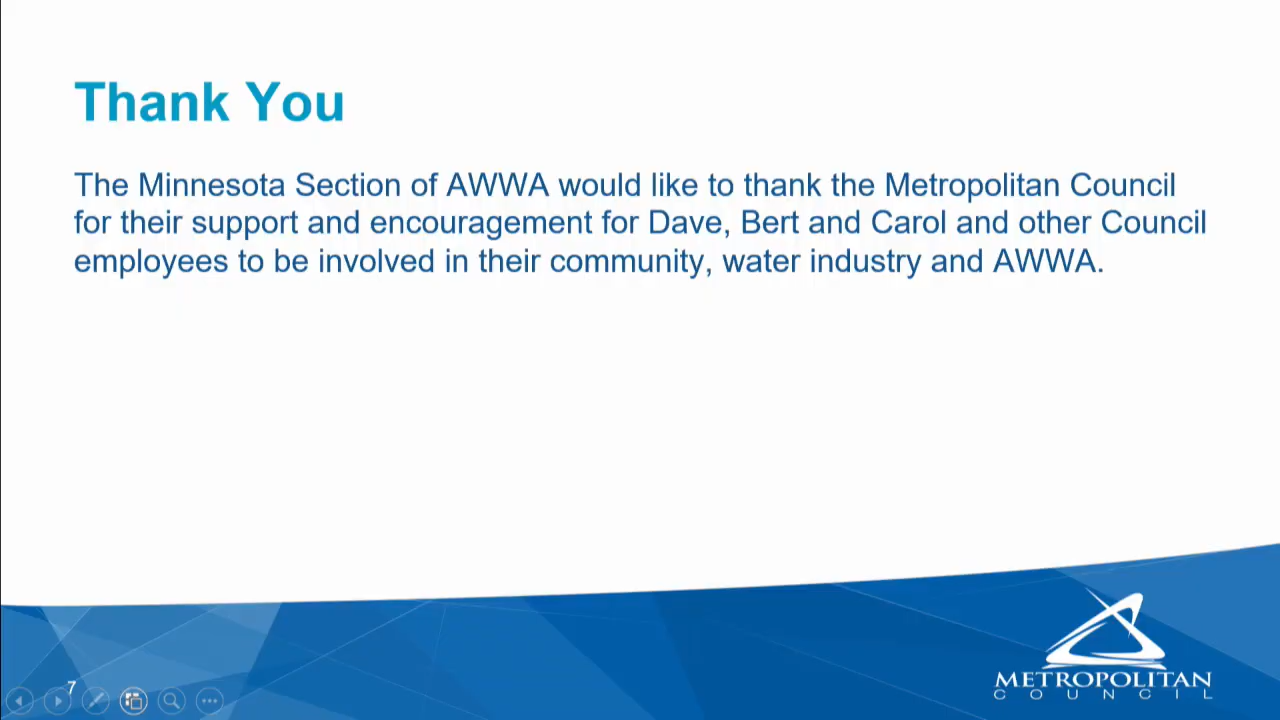 Thank You
The Minnesota Section of AWWA would like to thank the Metropolitan Council
for their support and encouragement for Dave, Bert and Carol and other Council
employees to be involved in their community, water industry and AWWA.
7
METROPOLITAN
COUNCIL